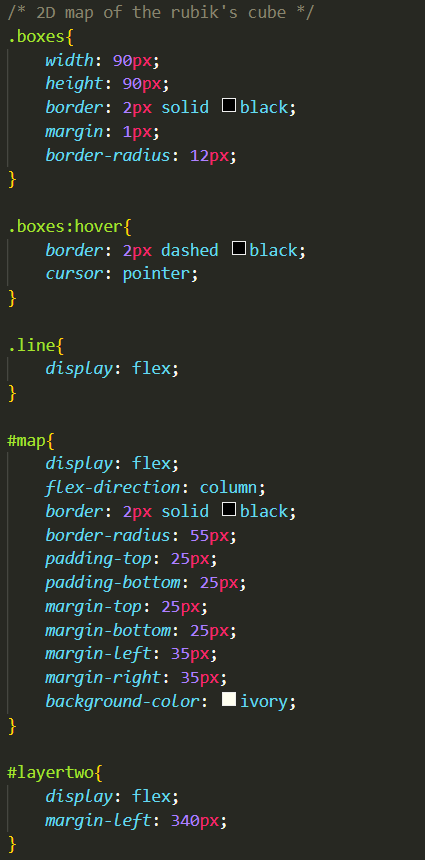 /* 2D map of the rubik's cube */
.boxes{
    width: 90px;
    height: 90px;
    border: 2px solid black;
    margin: 1px;
    border-radius: 12px;
}

.boxes:hover{
    border: 2px dashed black;
    cursor: pointer;
}

.line{
    display: flex;
}

#map{
    display: flex;
    flex-direction: column;
    border: 2px solid black;
    border-radius: 55px;
    padding-top: 25px;
    padding-bottom: 25px;
    margin-top: 25px;
    margin-bottom: 25px;
    margin-left: 35px;
    margin-right: 35px;
    background-color: ivory;
}

#layertwo{
    display: flex;
    margin-left: 340px;
}